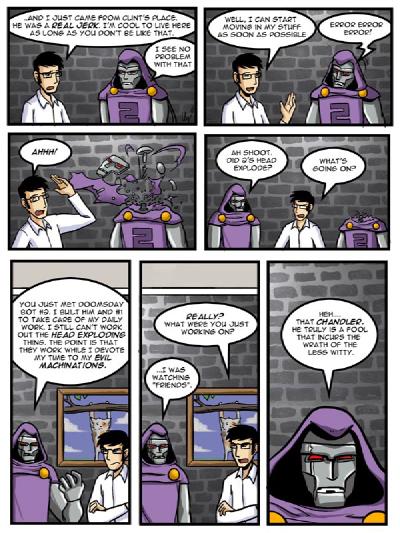 ..AND I JUST CAME FROM CLINT'S PLACE.
HE WAS A REAL JERK. I'M COOL TO LIVE HERE
AS LONG AS YOU DON'T BE LIKE THAT.
I SEE NO
PROBLEM
WITH THAT
2
WELL, I CAN START
MOVING IN MY STUFF
AS SOON AS POSSIBLE
ERROR ERROR
ERROR!
2
AHHH!
2
AH SHOOT.
DID 2'S HEAD
EXPLODE?
WHAT'S
GOING ON?
2
YOU JUST MET DOOMSDAY
BOT #2. I BUILT HIM AND #1
TO TAKE CARE OF MY DAILY
WORK. I STILL CAN'T WORK
OUT THE HEAD EXPLODING
THING. THE POINT IS THAT
THEY WORK WHILE I DEVOTE
MY TIME TO MY EVIL
MACHINATIONS.
REALLY?
WHAT WERE YOU JUST
WORKING ON?
...I WAS
WATCHING
"FRIENDS".
HEH...
THAT CHANDLER.
HE TRULY IS A FOOL
THAT INCURS THE
WRATH OF THE
LESS WITTY.